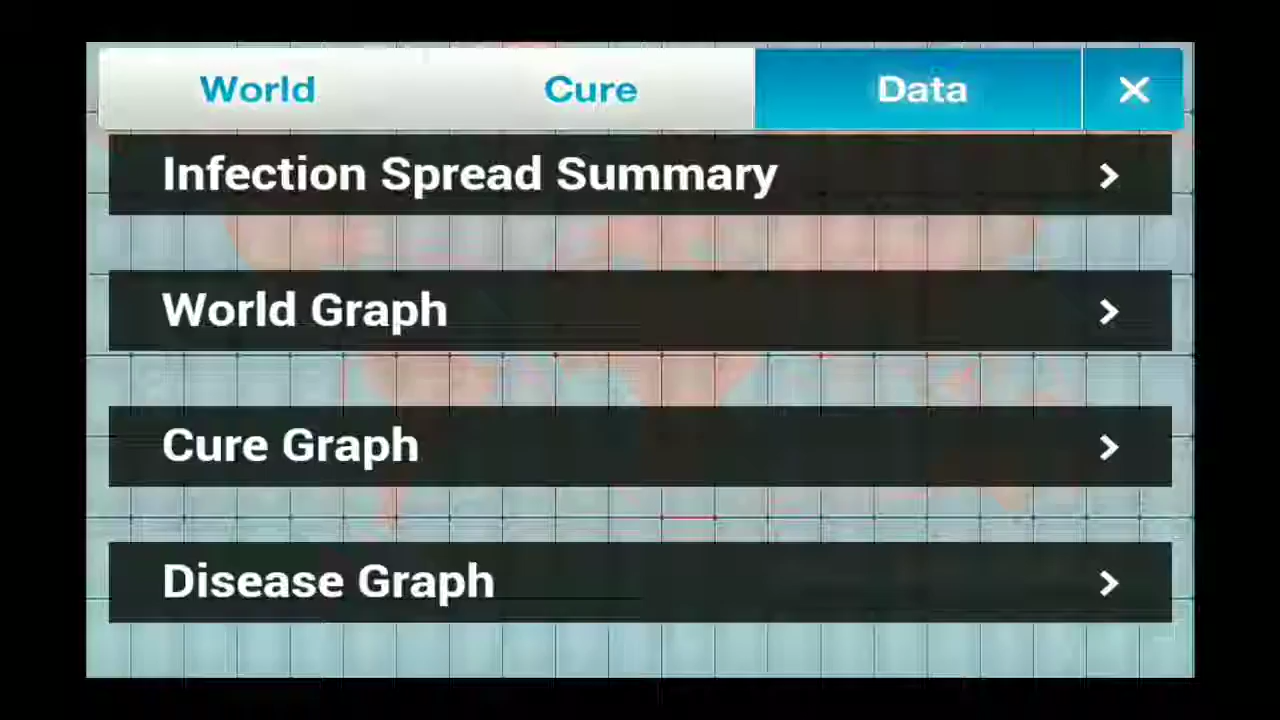 World Cure Data ×
Infection Spread Summary
World Graph
Cure Graph
Disease Graph